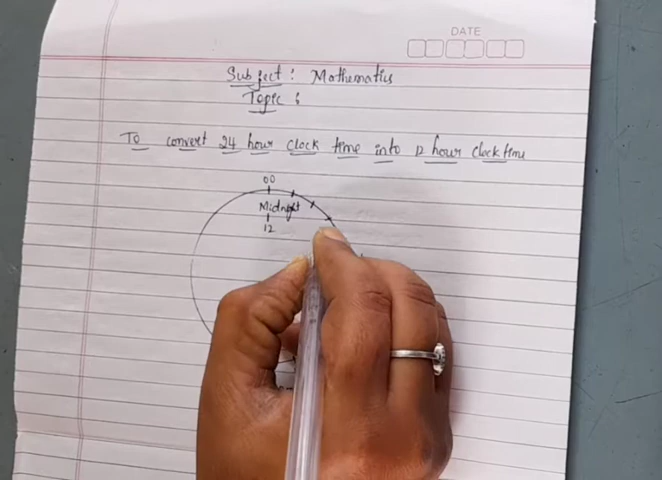 DATE
Subject : Mathematics
Topic :
To convert 24 hour clock time into 12 hour clock time
00
Midnight
12